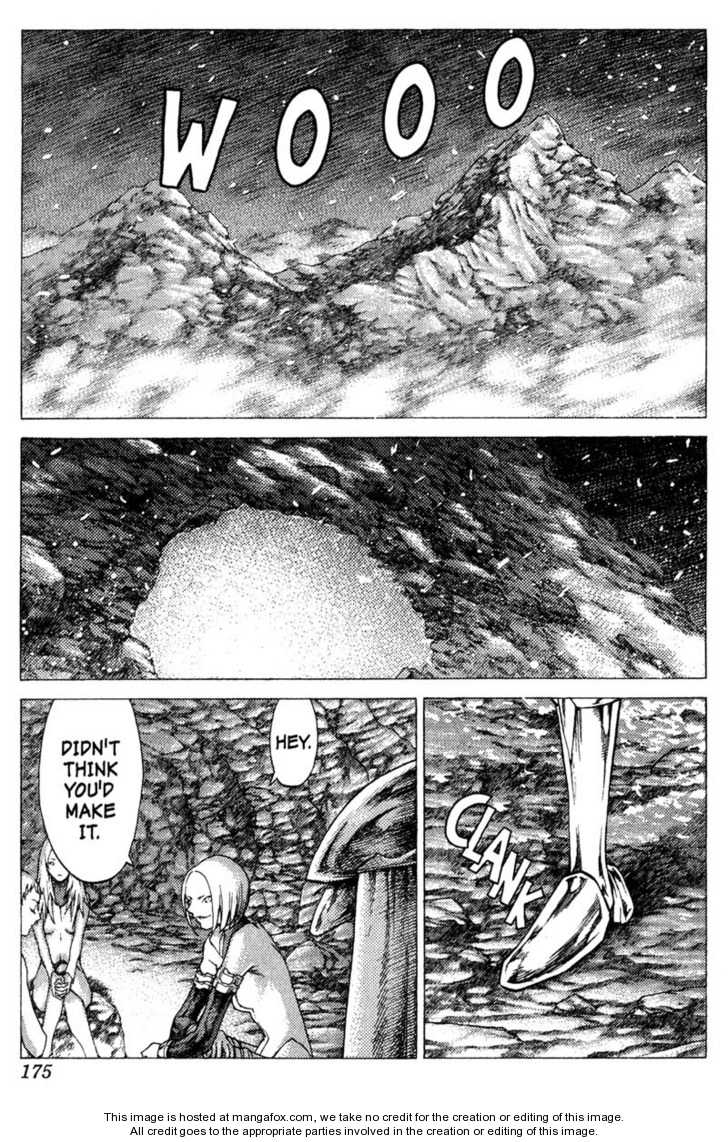 WOOO
CLANK
HEY.
DIDN'T
THINK
YOU'D
MAKE
IT.
175
This image is hosted at mangafox.com, we take no credit for the creation or editing of this image.
All credit goes to the appropriate parties involved in the creation or editing of this image.